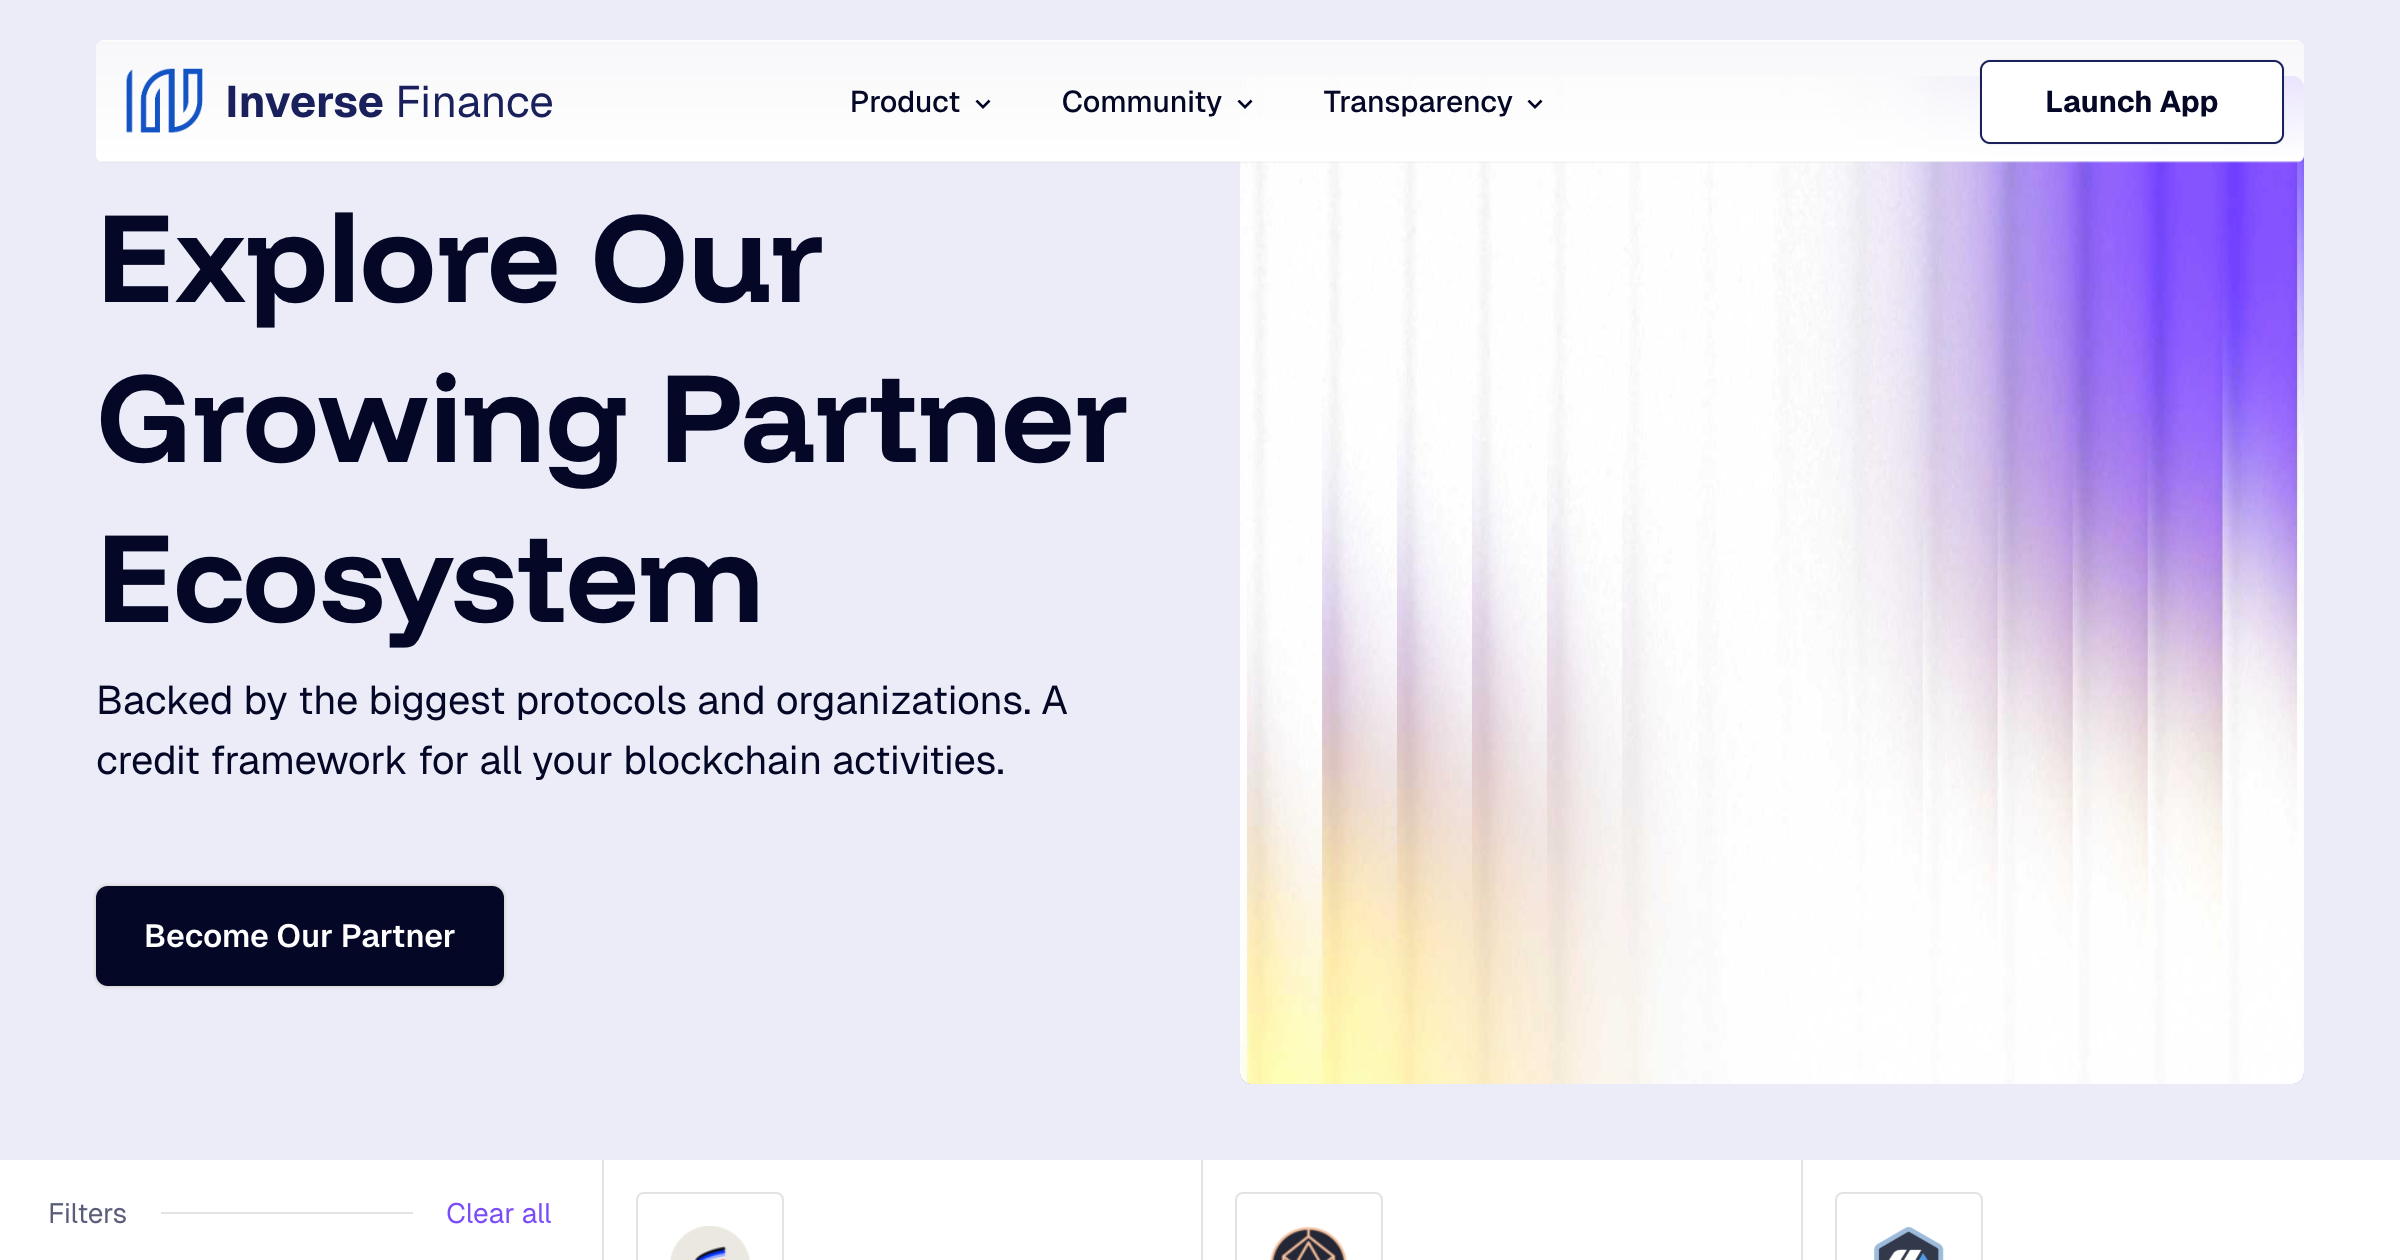 Inverse Finance
Product
Community
Transparency
Launch App
Explore Our
Growing Partner
Ecosystem
Backed by the biggest protocols and organizations. A
credit framework for all your blockchain activities.
Become Our Partner
Filters
Clear all